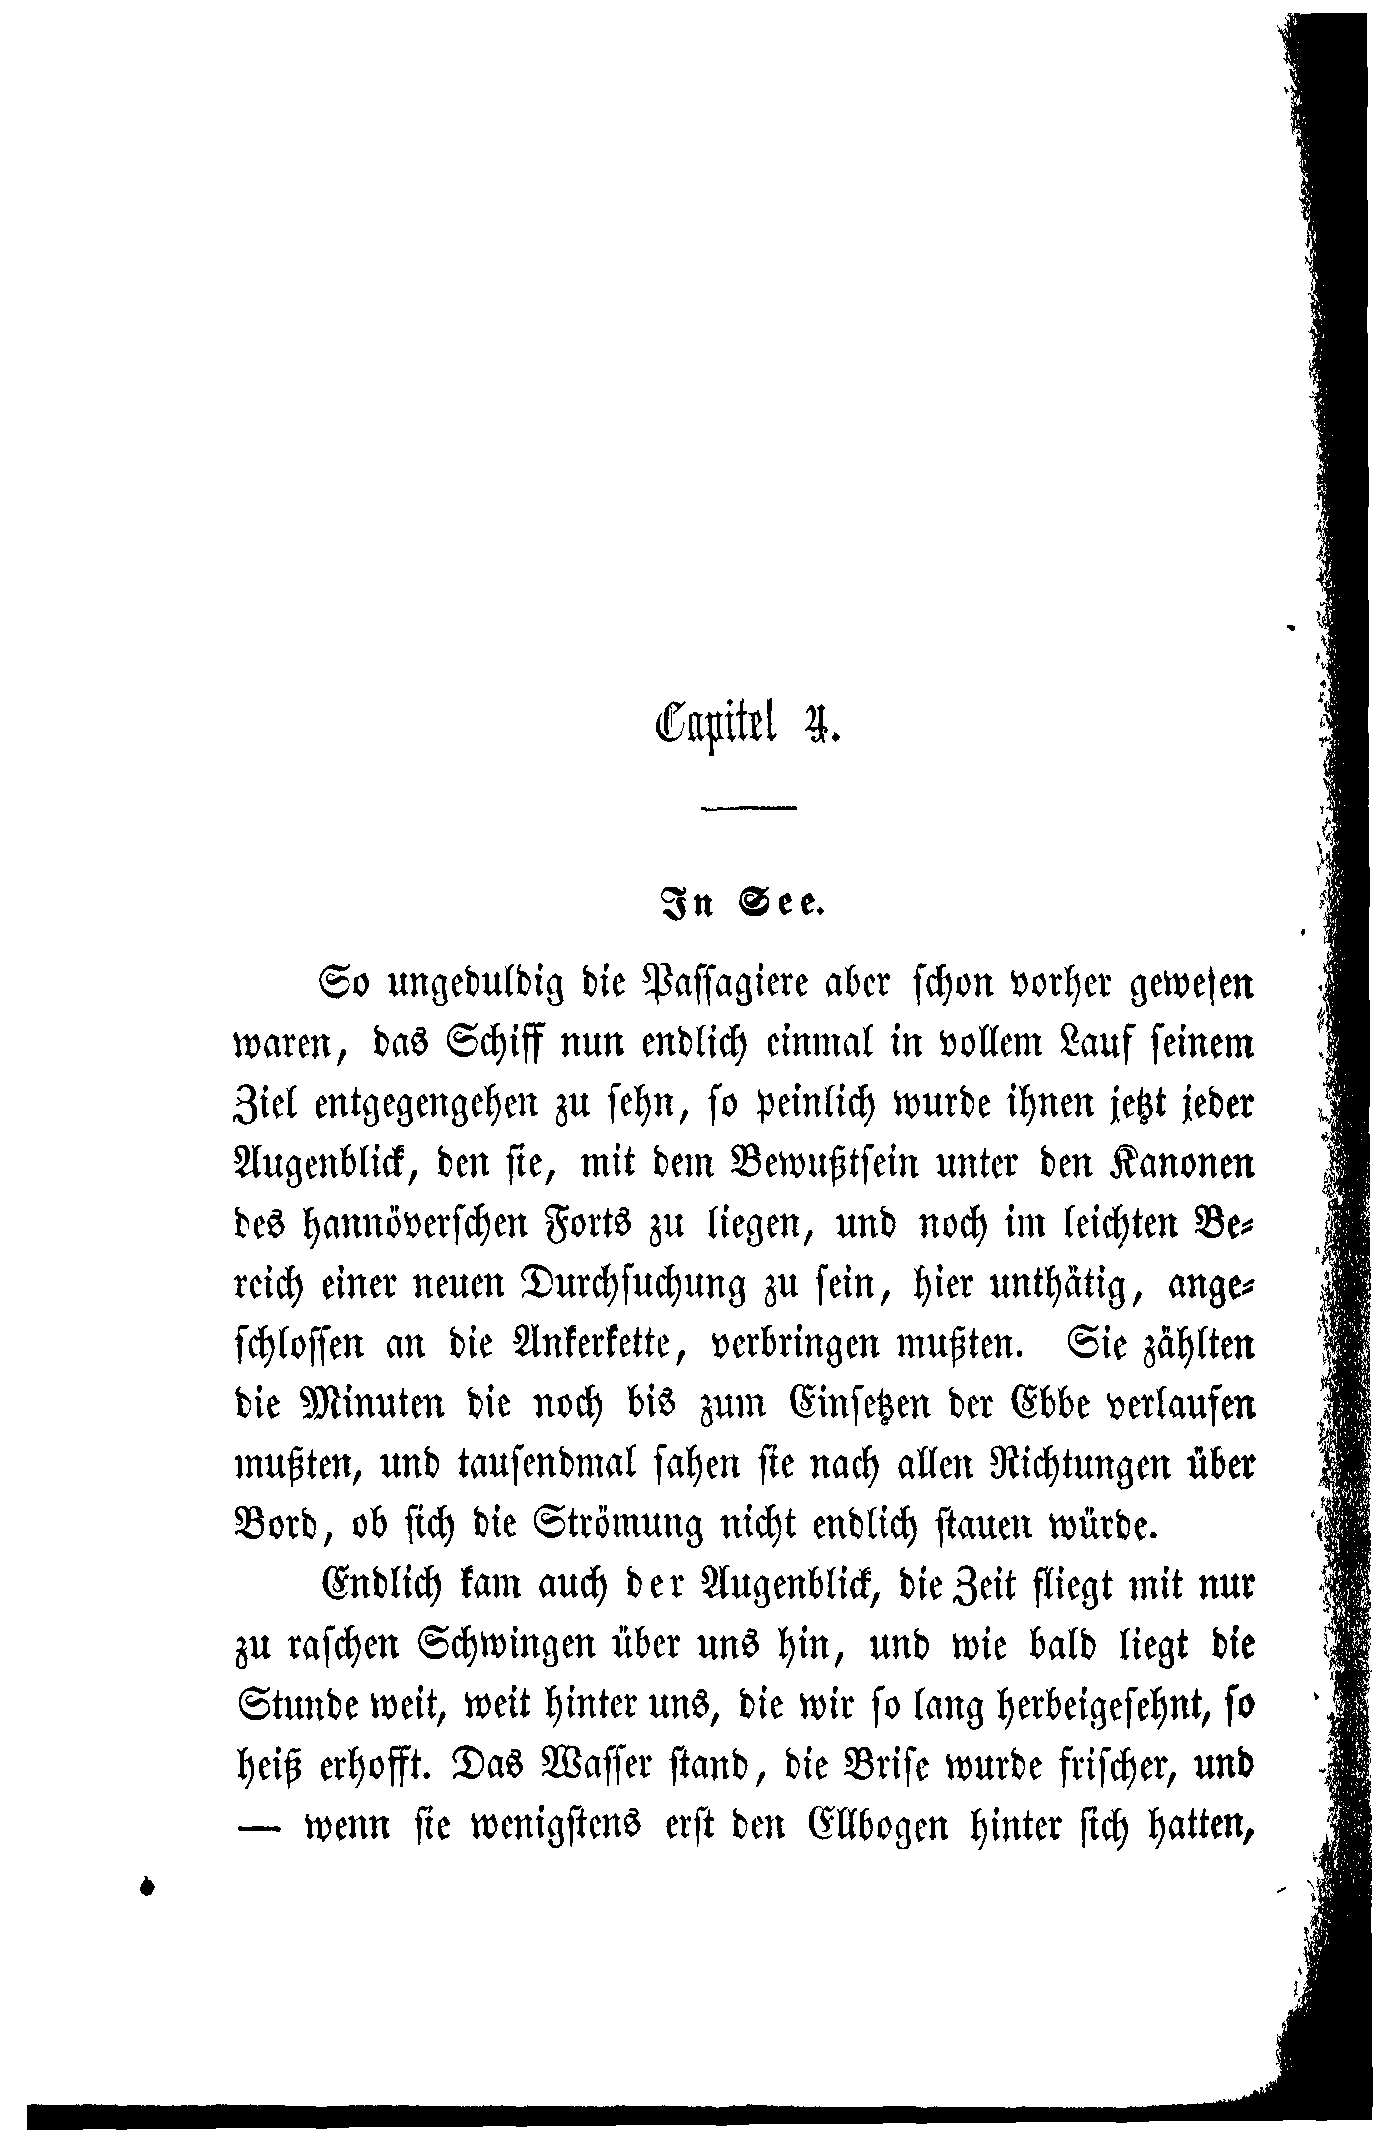 Capitel 4.
In See.
So ungeduldig die Passagiere aber schon vorher gewesen
waren, das Schiff nun endlich einmal in vollem Lauf seinem
Ziel entgegengehen zu sehn, so peinlich wurde ihnen jetzt jeder
Augenblick, den sie, mit dem Bewußtsein unter den Kanonen
des hannöverschen Forts zu liegen, und noch im leichten Be-
reich einer neuen Durchsuchung zu sein, hier unthätig, ange-
schlossen an die Ankerkette, verbringen mußten. Sie zählten
die Minuten die noch bis zum Einsetzen der Ebbe verlaufen
mußten, und tausendmal sahen sie nach allen Richtungen über
Bord, ob sich die Strömung nicht endlich stauen würde.
Endlich kam auch der Augenblick, die Zeit fliegt mit nur
zu raschen Schwingen über uns hin, und wie bald liegt die
Stunde weit, weit hinter uns, die wir so lang herbeigesehnt, so
heiß erhofft. Das Wasser stand, die Brise wurde frischer, und
— wenn sie wenigstens erst den Ellbogen hinter sich hatten,